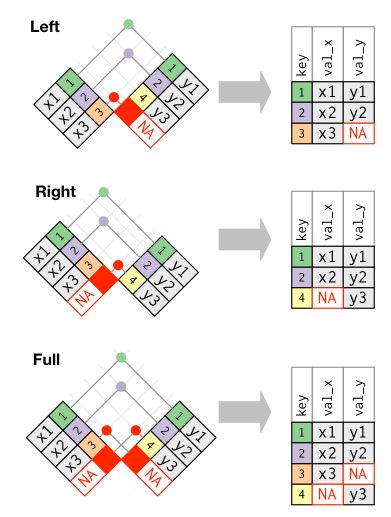 Left
1 x1
2 x2
3 x3
1 y1
2 y2
4 y3
NA
key val_x val_y
1 x1 y1
2 x2 y2
3 x3 NA
Right
1 x1
2 x2
3 x3
NA
1 y1
2 y2
4 y3
key val_x val_y
1 x1 y1
2 x2 y2
4 NA y3
Full
1 x1
2 x2
3 x3
NA
1 y1
2 y2
4 y3
NA
key val_x val_y
1 x1 y1
2 x2 y2
3 x3 NA
4 NA y3